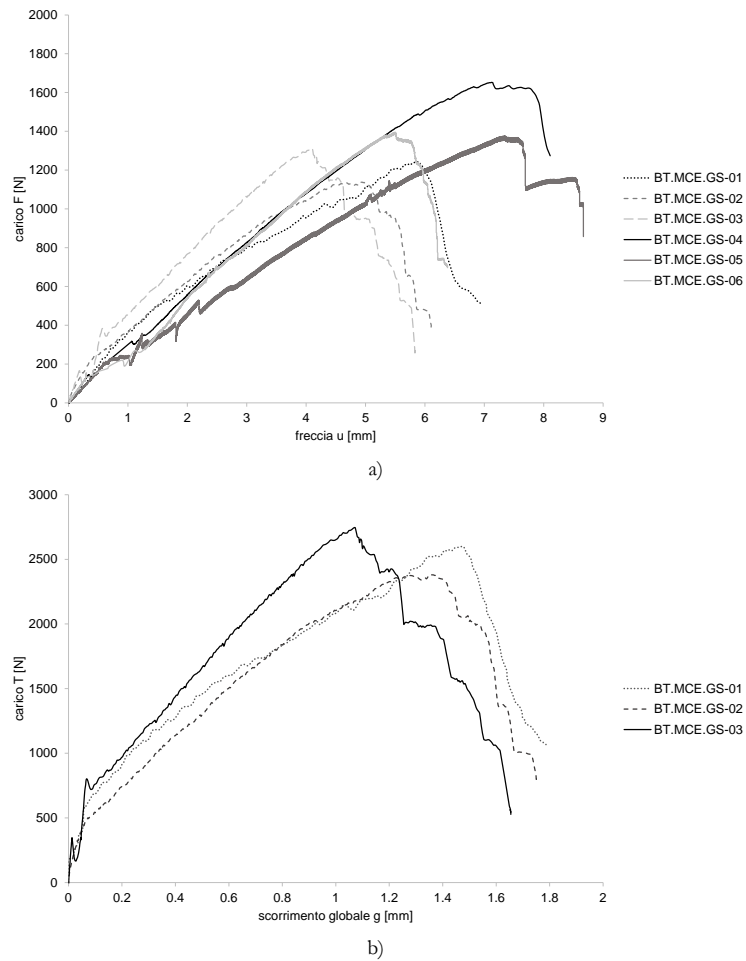 2000
1800
1600
1400
1200
1000
800
600
400
200
0
carico F [N]
0 1 2 3 4 5 6 7 8 9
freccia u [mm]
BT.MCE.GS-01
BT.MCE.GS-02
BT.MCE.GS-03
BT.MCE.GS-04
BT.MCE.GS-05
BT.MCE.GS-06
a)
3000
2500
2000
1500
1000
500
0
carico T [N]
0 0.2 0.4 0.6 0.8 1 1.2 1.4 1.6 1.8 2
scorrimento globale g [mm]
BT.MCE.GS-01
BT.MCE.GS-02
BT.MCE.GS-03
b)